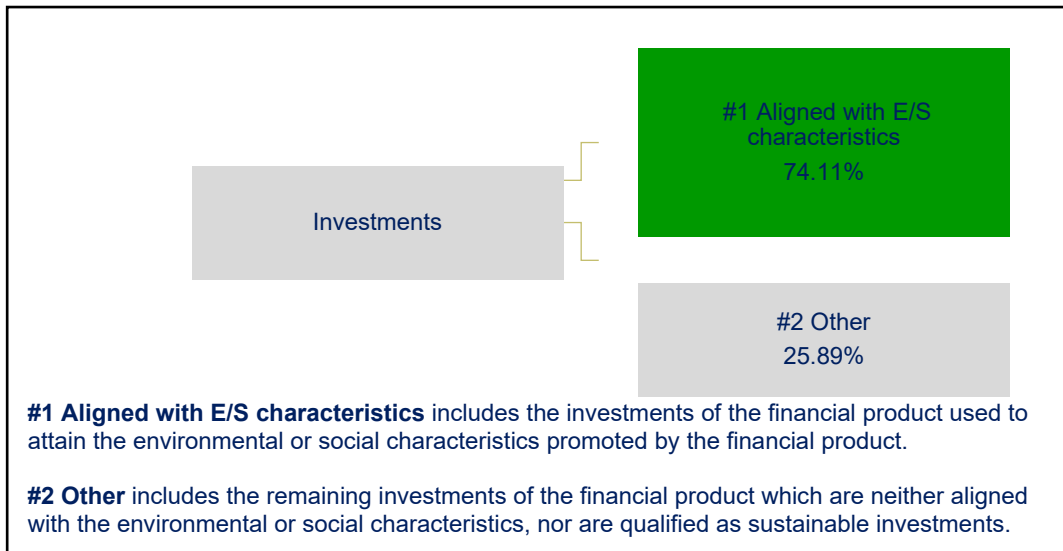 #1 Aligned with E/S
characteristics
74.11%
Investments
#2 Other
25.89%
#1 Aligned with E/S characteristics includes the investments of the financial product used to
attain the environmental or social characteristics promoted by the financial product.
#2 Other includes the remaining investments of the financial product which are neither aligned
with the environmental or social characteristics, nor are qualified as sustainable investments.